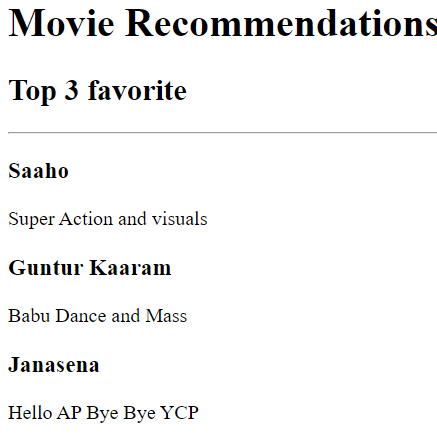 Movie Recommendations
Top 3 favorite
Saaho
Super Action and visuals
Guntur Kaaram
Babu Dance and Mass
Janasena
Hello AP Bye Bye YCP